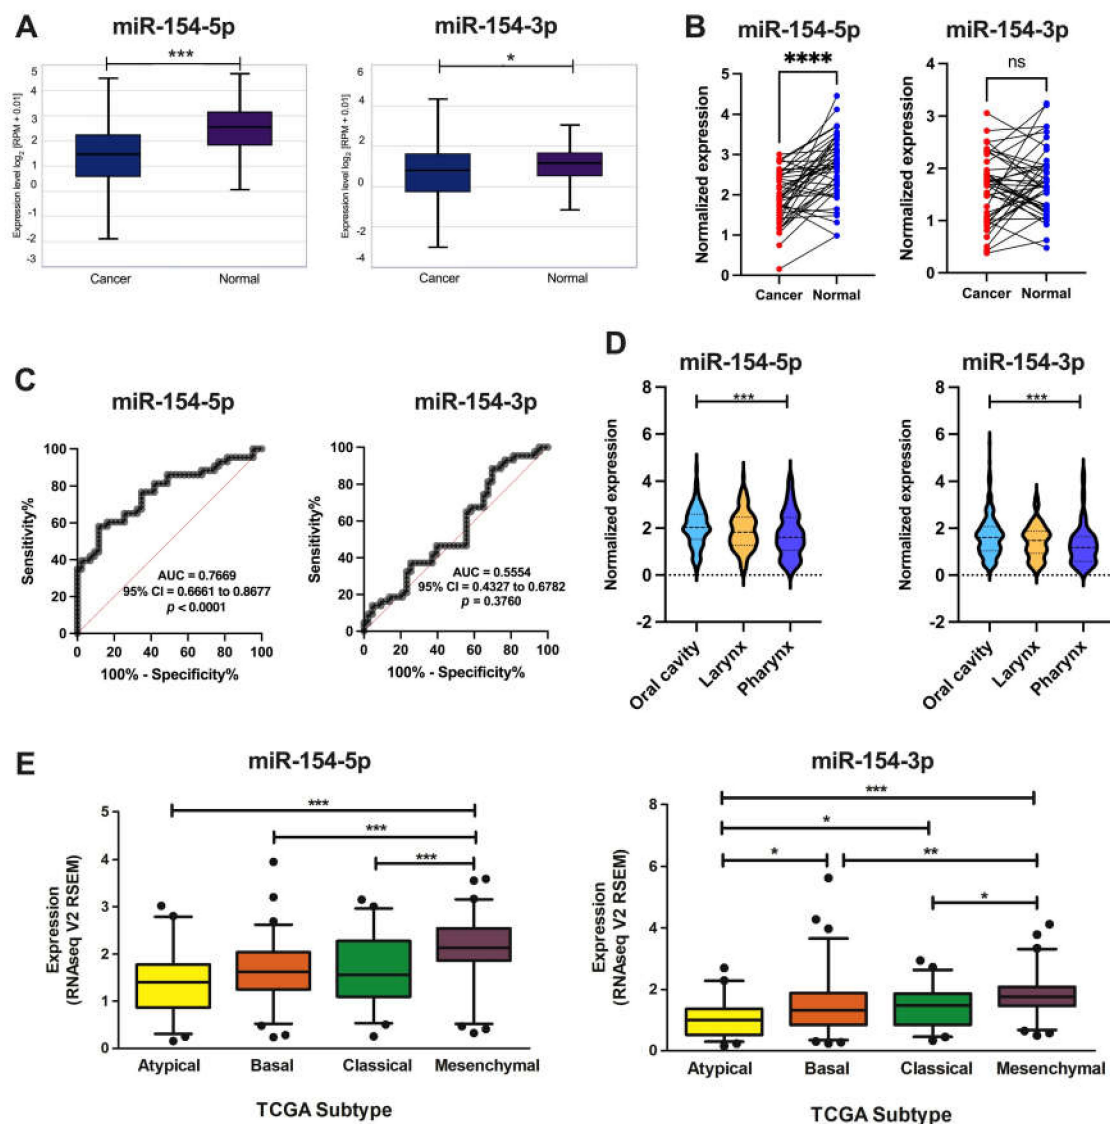 A
miR-154-5p
***
Expression level log2 [RPM + 0.01]
5
4
3
2
1
0
-1
-2
-3
Cancer
Normal
miR-154-3p
*
Expression level log2 [RPM + 0.01]
6
4
2
0
-2
-4
Cancer
Normal
B
miR-154-5p
****
Normalized expression
5
4
3
2
1
0
Cancer Normal
miR-154-3p
ns
Normalized expression
4
3
2
1
0
Cancer Normal
C
miR-154-5p
Sensitivity%
100
80
60
40
20
0
AUC = 0.7669
95% CI = 0.6661 to 0.8677
p < 0.0001
0 20 40 60 80 100
100% - Specificity%
miR-154-3p
Sensitivity%
100
80
60
40
20
0
AUC = 0.5554
95% CI = 0.4327 to 0.6782
p = 0.3760
0 20 40 60 80 100
100% - Specificity%
D
miR-154-5p
***
Normalized expression
8
6
4
2
0
-2
Oral cavity
Larynx
Pharynx
miR-154-3p
***
Normalized expression
8
6
4
2
0
-2
Oral cavity
Larynx
Pharynx
E
miR-154-5p
***
***
***
Expression
(RNAseq V2 RSEM)
5
4
3
2
1
0
Atypical Basal Classical Mesenchymal
TCGA Subtype
miR-154-3p
***
*
* **
*
Expression
(RNAseq V2 RSEM)
8
6
4
2
0
Atypical Basal Classical Mesenchymal
TCGA Subtype